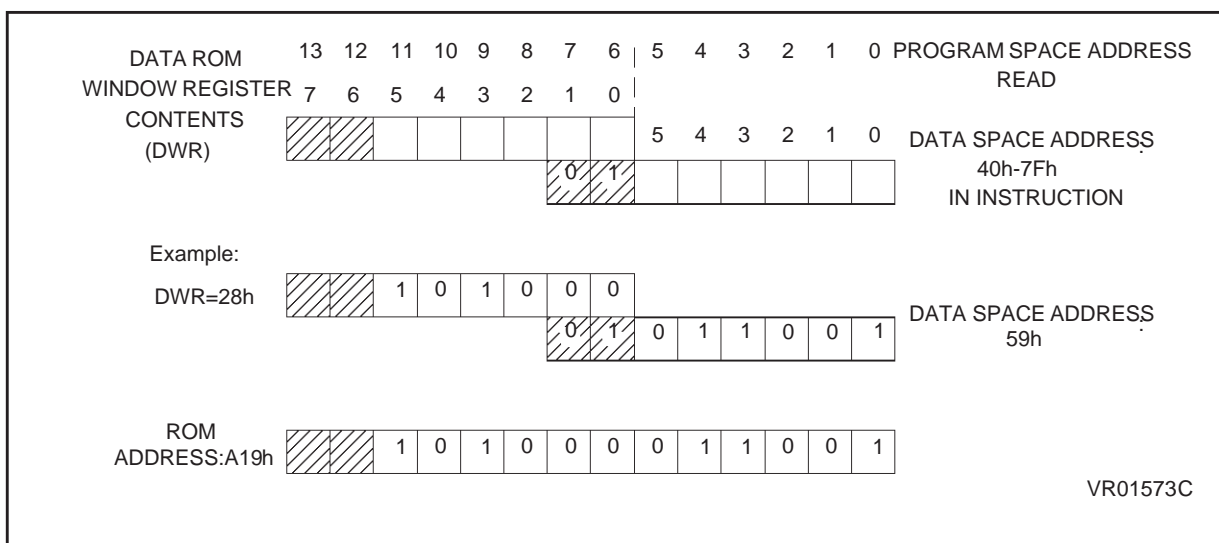 DATA ROM
WINDOW REGISTER
CONTENTS
(DWR)
13 12 11 10 9 8 7 6 5 4 3 2 1 0
PROGRAM SPACE ADDRESS
READ
7 6 5 4 3 2 1 0
5 4 3 2 1 0
DATA SPACE ADDRESS
:
40h-7Fh
IN INSTRUCTION
0 1
Example:
DWR=28h
1 0 1 0 0 0
0 1 0 1 1 0 0 1
DATA SPACE ADDRESS
:
59h
ROM
ADDRESS:A19h
1 0 1 0 0 0 0 1 1 0 0 1
VR01573C